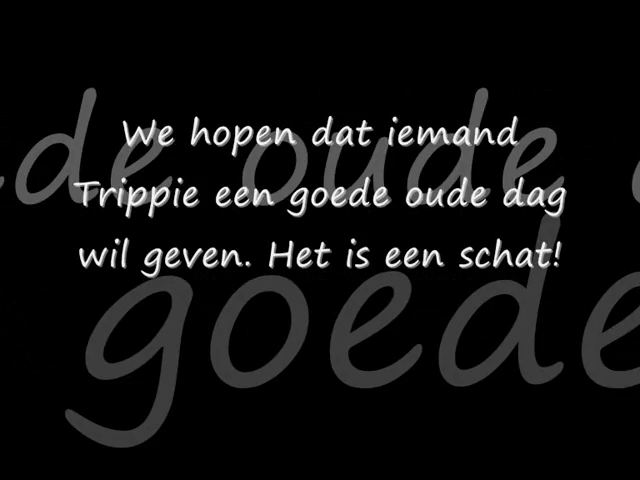 We hopen dat iemand
Trippie een goede oude dag
wil geven. Het is een schat!
oude
goede